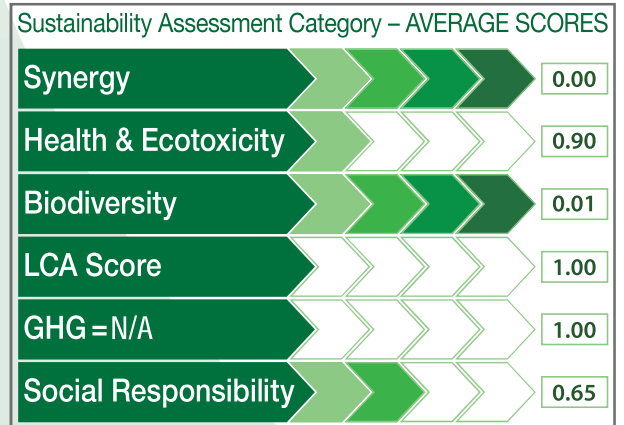 Sustainability Assessment Category – AVERAGE SCORES
Synergy 0.00
Health & Ecotoxicity 0.90
Biodiversity 0.01
LCA Score 1.00
GHG = N/A 1.00
Social Responsibility 0.65